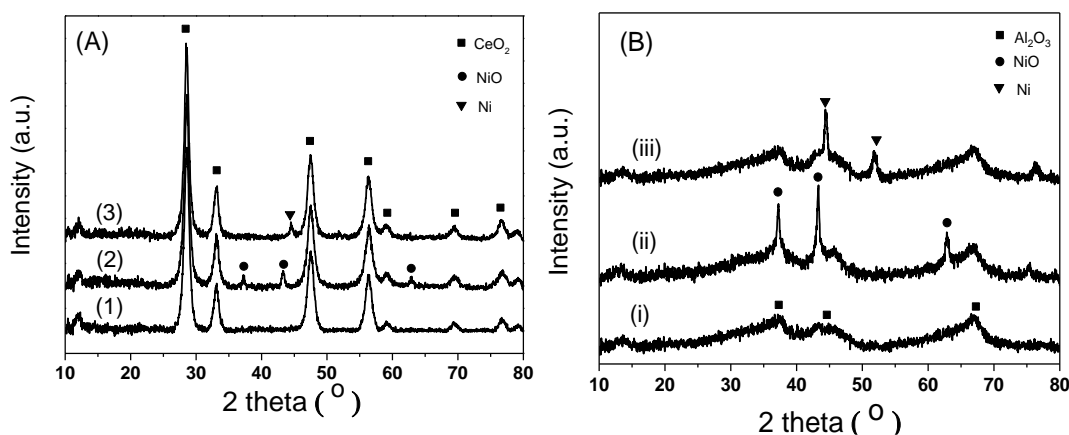 (A)
CeO2
NiO
Ni
(3)
(2)
(1)
Intensity (a.u.)
10 20 30 40 50 60 70 80
2 theta ( o )
(B)
Al2O3
NiO
Ni
(iii)
(ii)
(i)
Intensity (a.u.)
10 20 30 40 50 60 70 80
2 theta ( o )